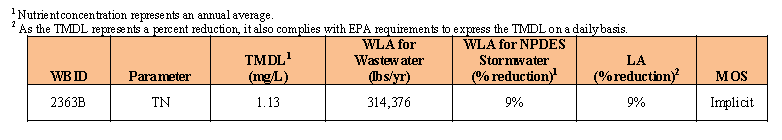 1 Nutrient concentration represents an annual average.
2 As the TMDL represents a percent reduction, it also complies with EPA requirements to express the TMDL on a daily basis.
WBID Parameter TMDL1 (mg/L) WLA for Wastewater (lbs/yr) WLA for NPDES Stormwater (% reduction)1 LA (% reduction)2 MOS
2363B TN 1.13 314,376 9% 9% Implicit